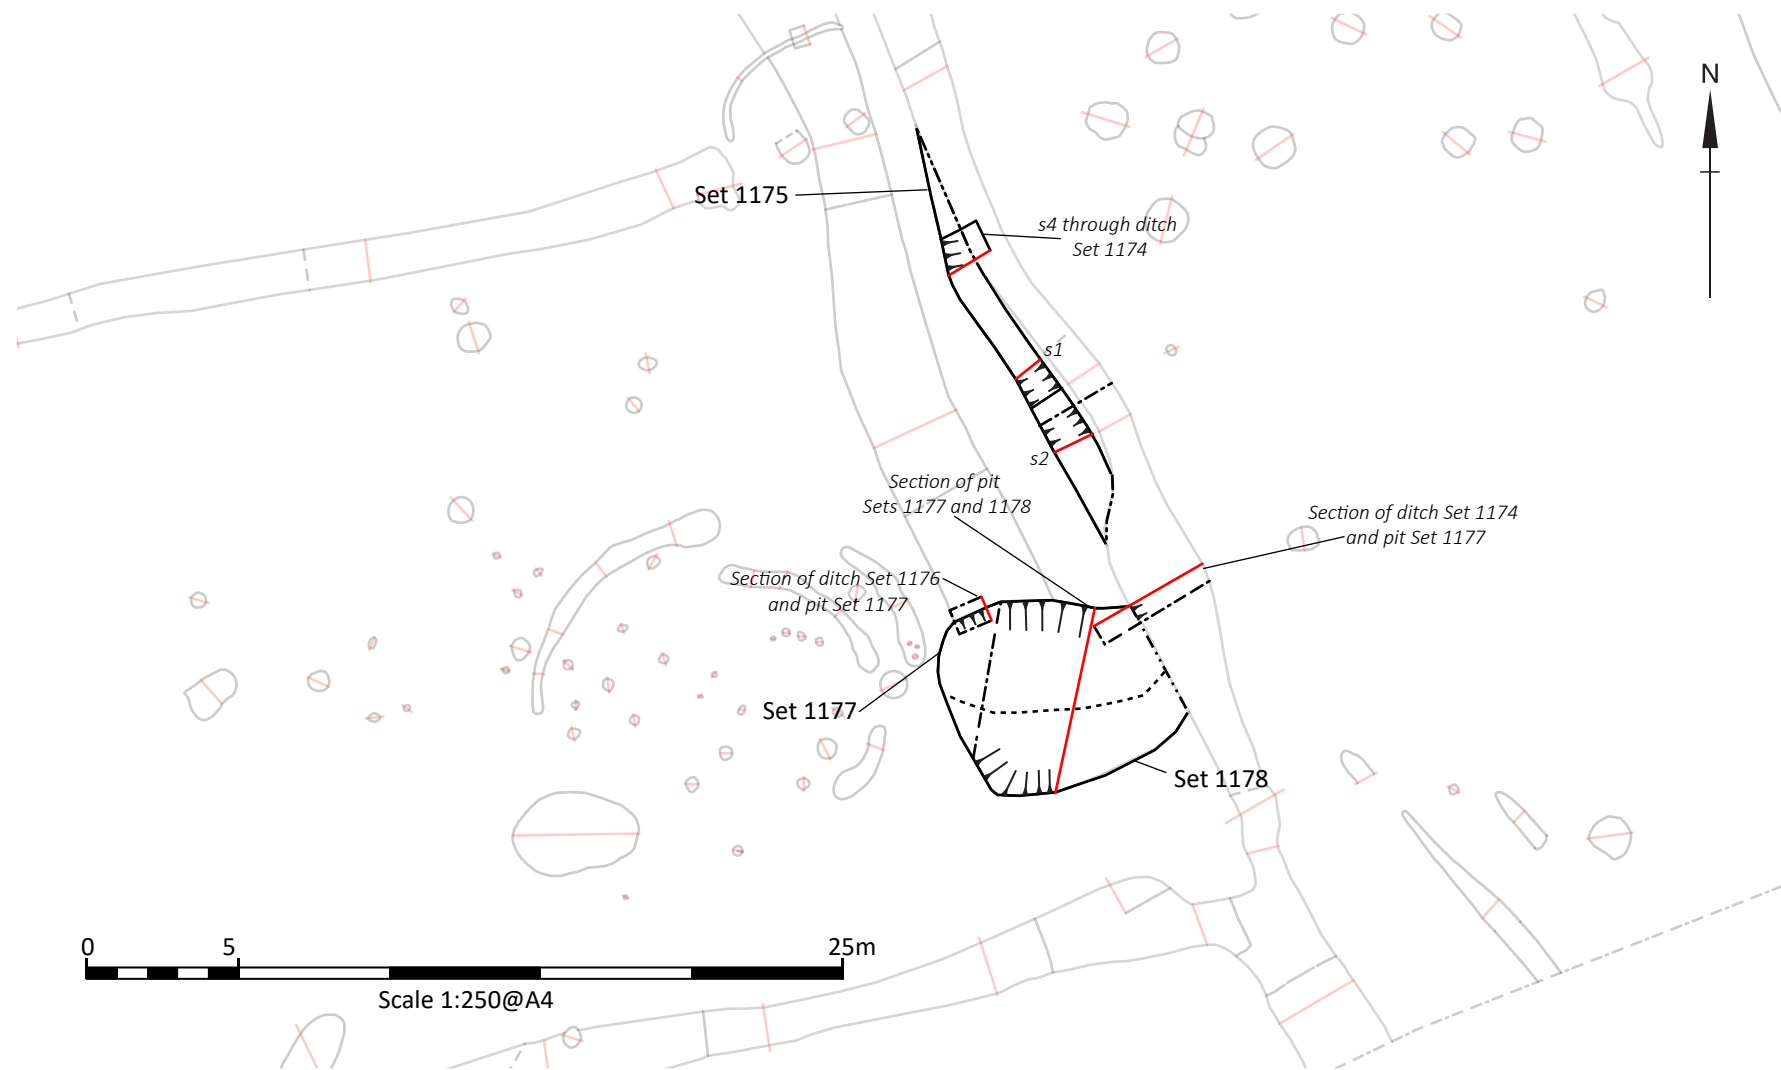 N
Set 1175
s4 through ditch
Set 1174
s1
s2
Section of pit
Sets 1177 and 1178
Section of ditch Set 1174
and pit Set 1177
Section of ditch Set 1176
and pit Set 1177
Set 1177
Set 1178
0 5 25m
Scale 1:250@A4